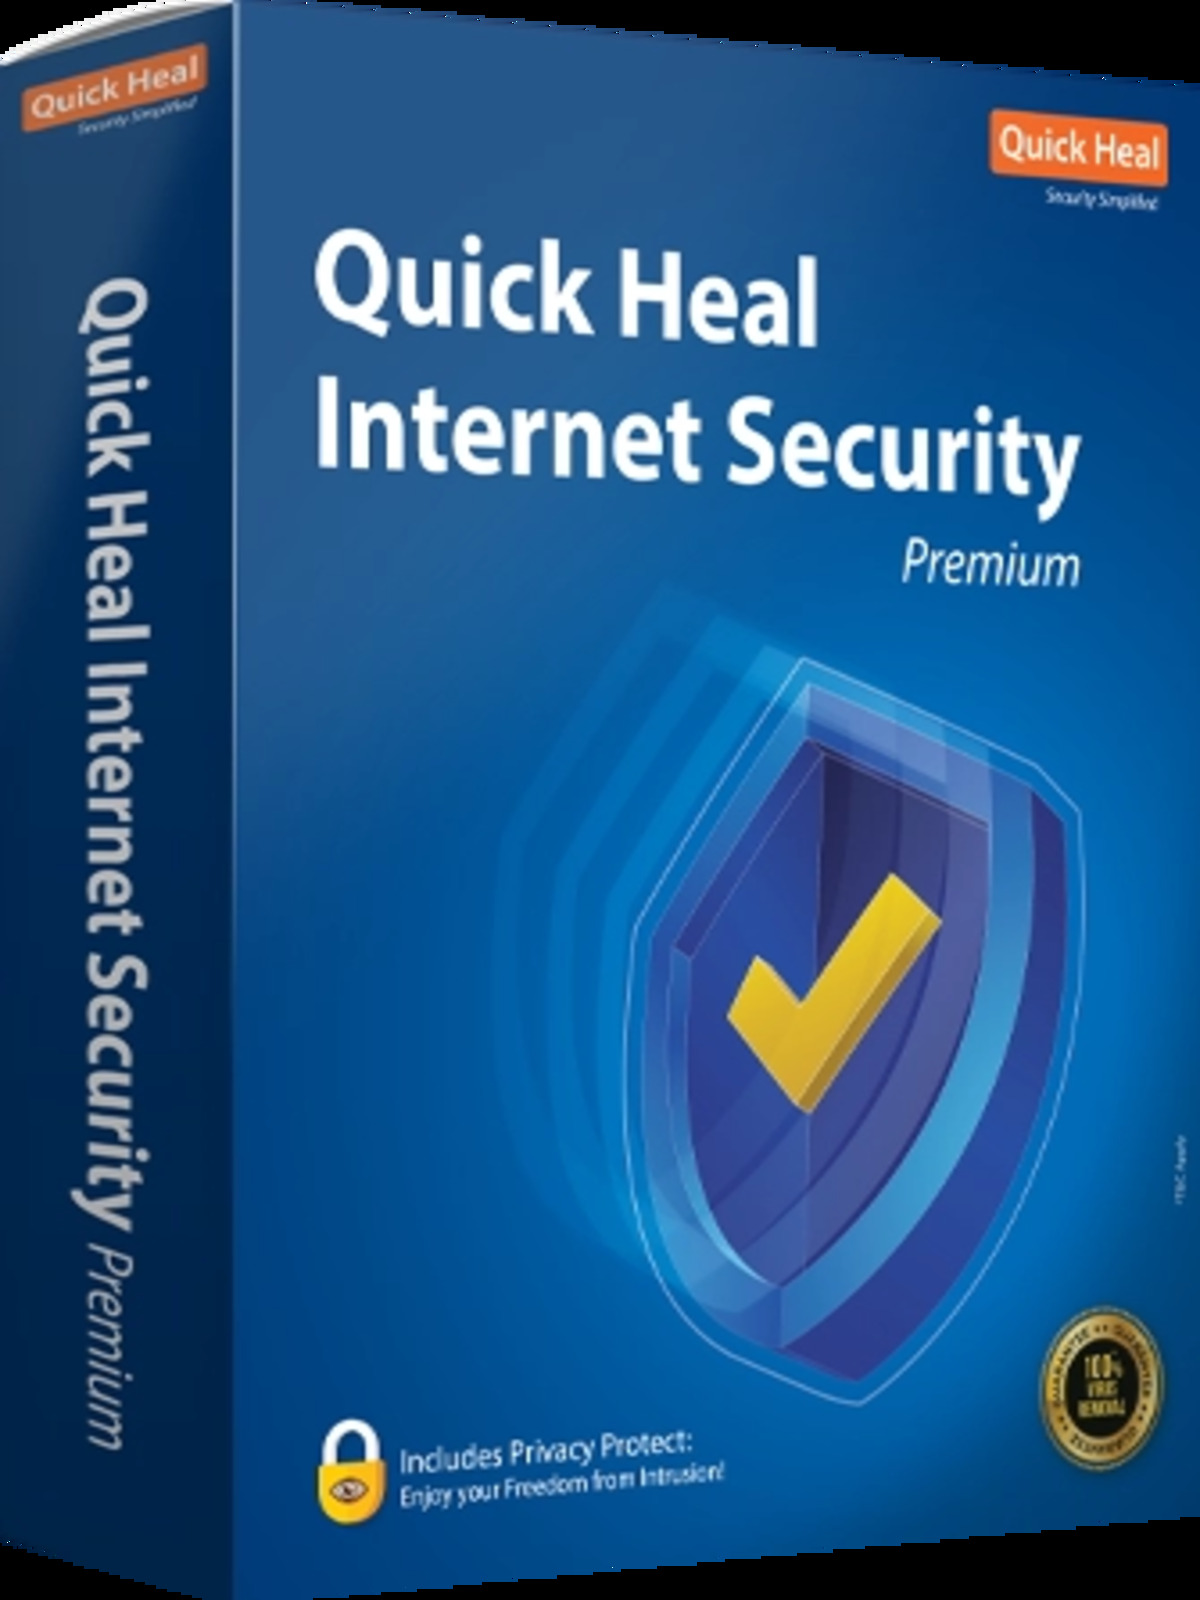 Quick Heal
Security Simplified
Quick Heal Internet Security Premium
Quick Heal
Security Simplified
Quick Heal
Internet Security
Premium
100%
VIRUS
REMOVAL
GUARANTEE
Includes Privacy Protect:
Enjoy your Freedom from Intrusion!